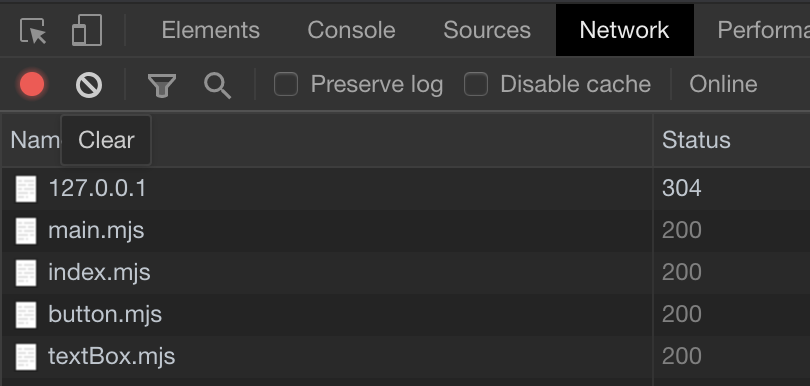 Elements Console Sources Network Performa
Preserve log Disable cache Online
Nam Clear Status
127.0.0.1 304
main.mjs 200
index.mjs 200
button.mjs 200
textBox.mjs 200